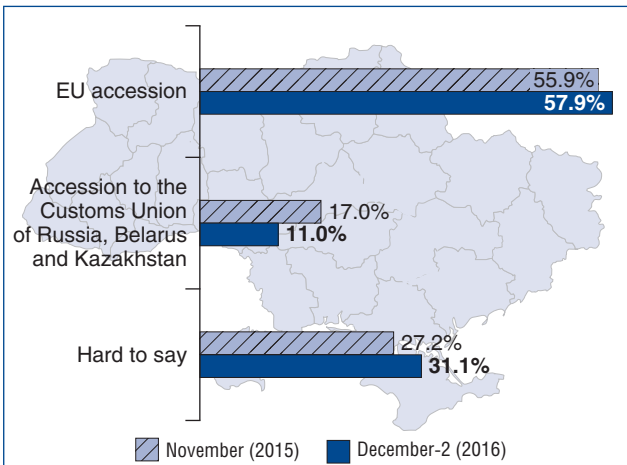 EU accession
55.9%
57.9%
Accession to the
Customs Union
of Russia, Belarus
and Kazakhstan
17.0%
11.0%
Hard to say
27.2%
31.1%
November (2015)
December-2 (2016)